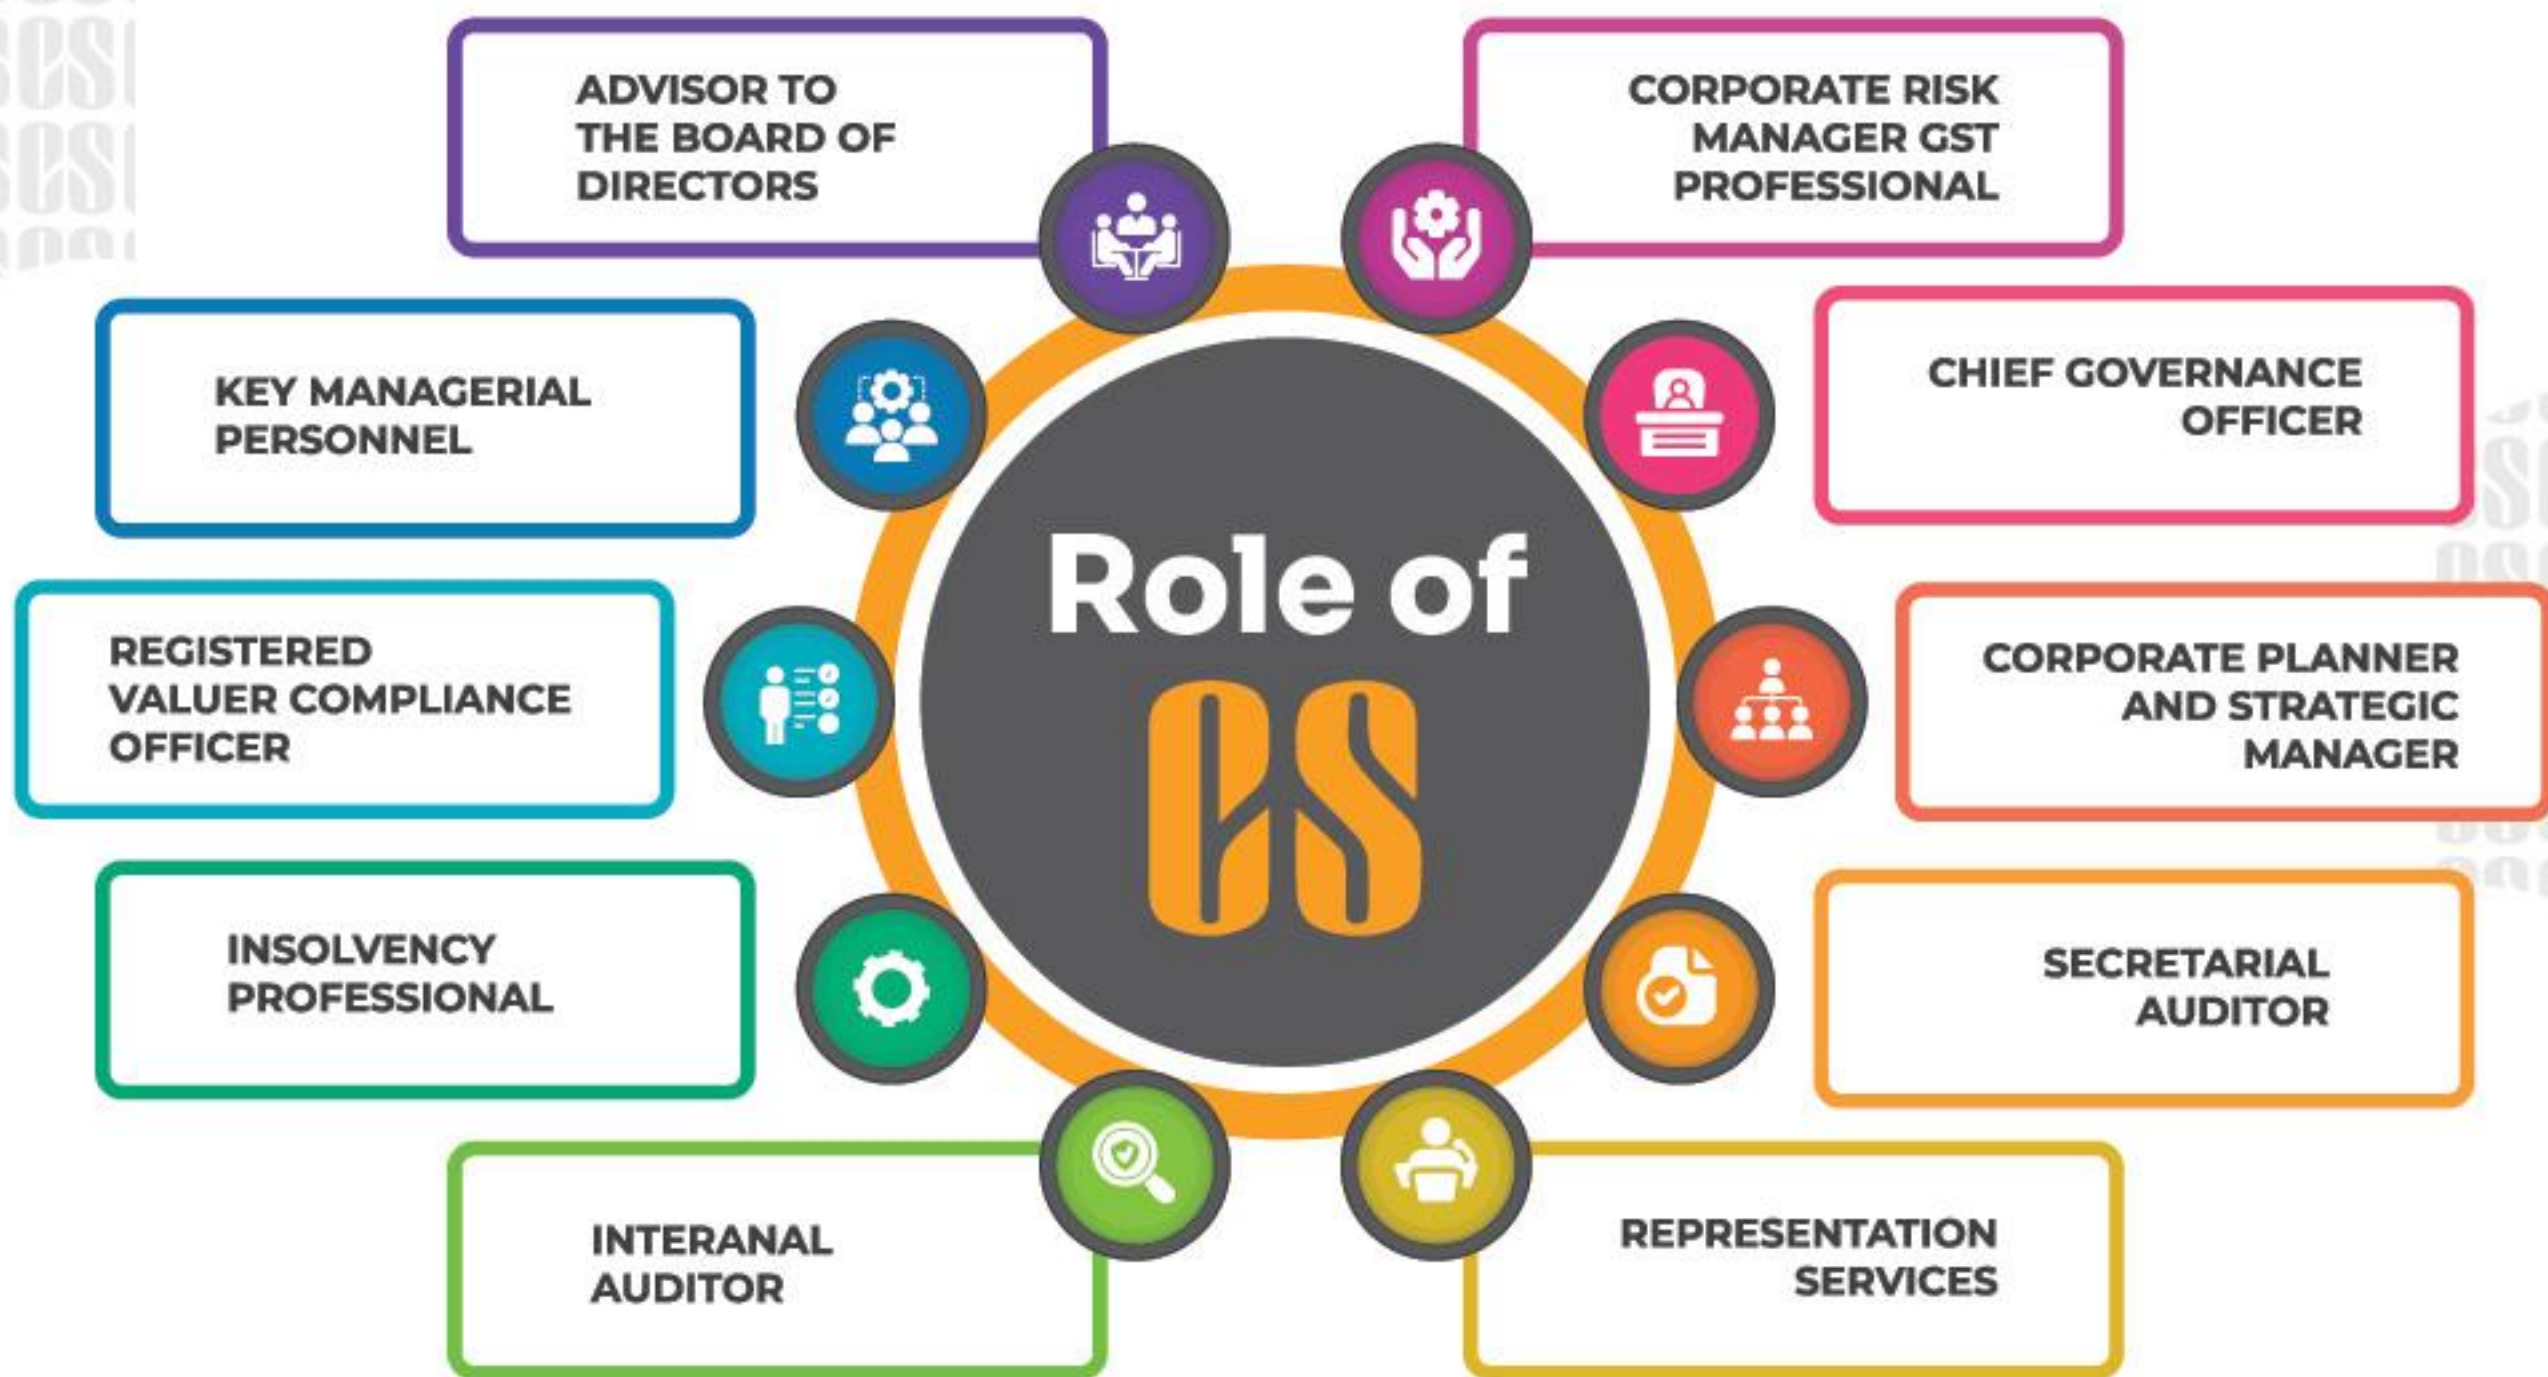 ADVISOR TO
THE BOARD OF
DIRECTORS
CORPORATE RISK
MANAGER GST
PROFESSIONAL
KEY MANAGERIAL
PERSONNEL
CHIEF GOVERNANCE
OFFICER
REGISTERED
VALUER COMPLIANCE
OFFICER
Role of
CS
CORPORATE PLANNER
AND STRATEGIC
MANAGER
INSOLVENCY
PROFESSIONAL
SECRETARIAL
AUDITOR
INTERANAL
AUDITOR
REPRESENTATION
SERVICES